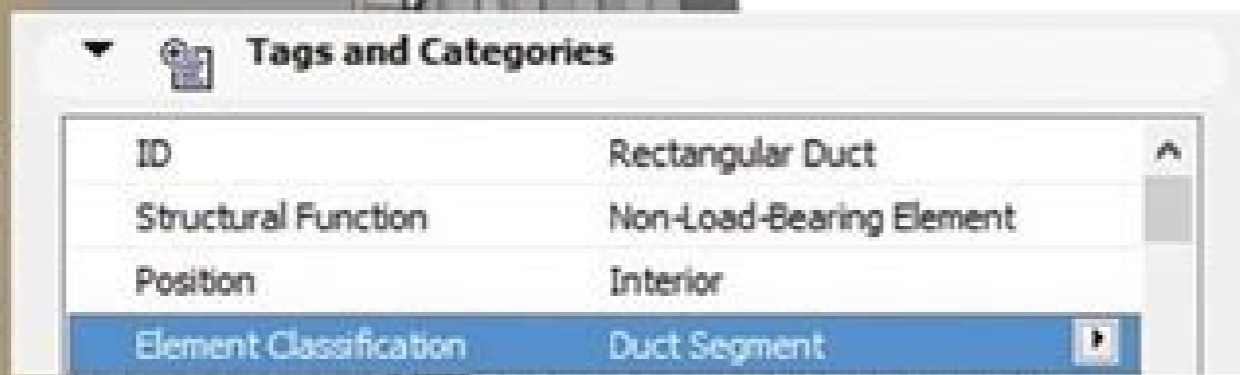 Tags and Categories
ID Rectangular Duct
Structural Function Non-Load-Bearing Element
Position Interior
Element Classification Duct Segment